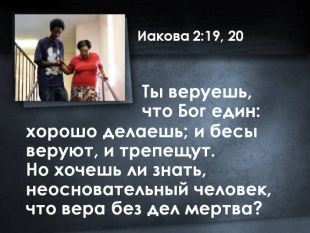 Иакова 2:19, 20
Ты веруешь,
что Бог един:
хорошо делаешь; и бесы
веруют, и трепещут.
Но хочешь ли знать,
неосновательный человек,
что вера без дел мертва?